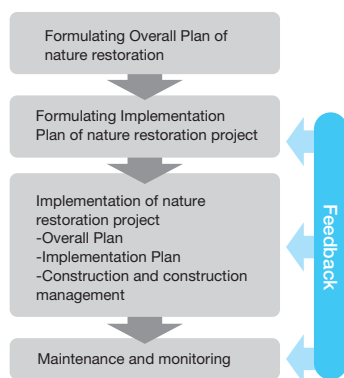 Formulating Overall Plan of
nature restoration
Formulating Implementation
Plan of nature restoration project
Implementation of nature
restoration project
-Overall Plan
-Implementation Plan
-Construction and construction
management
Maintenance and monitoring
Feedback